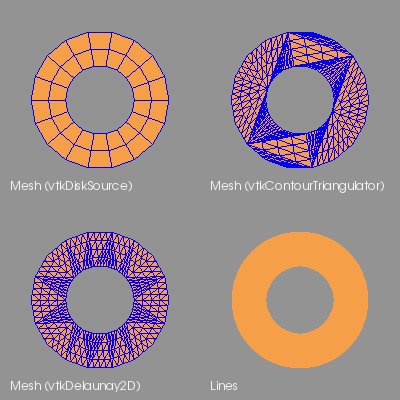 Mesh (vtkDiskSource)
Mesh (vtkContourTriangulator)
Mesh (vtkDelaunay2D)
Lines